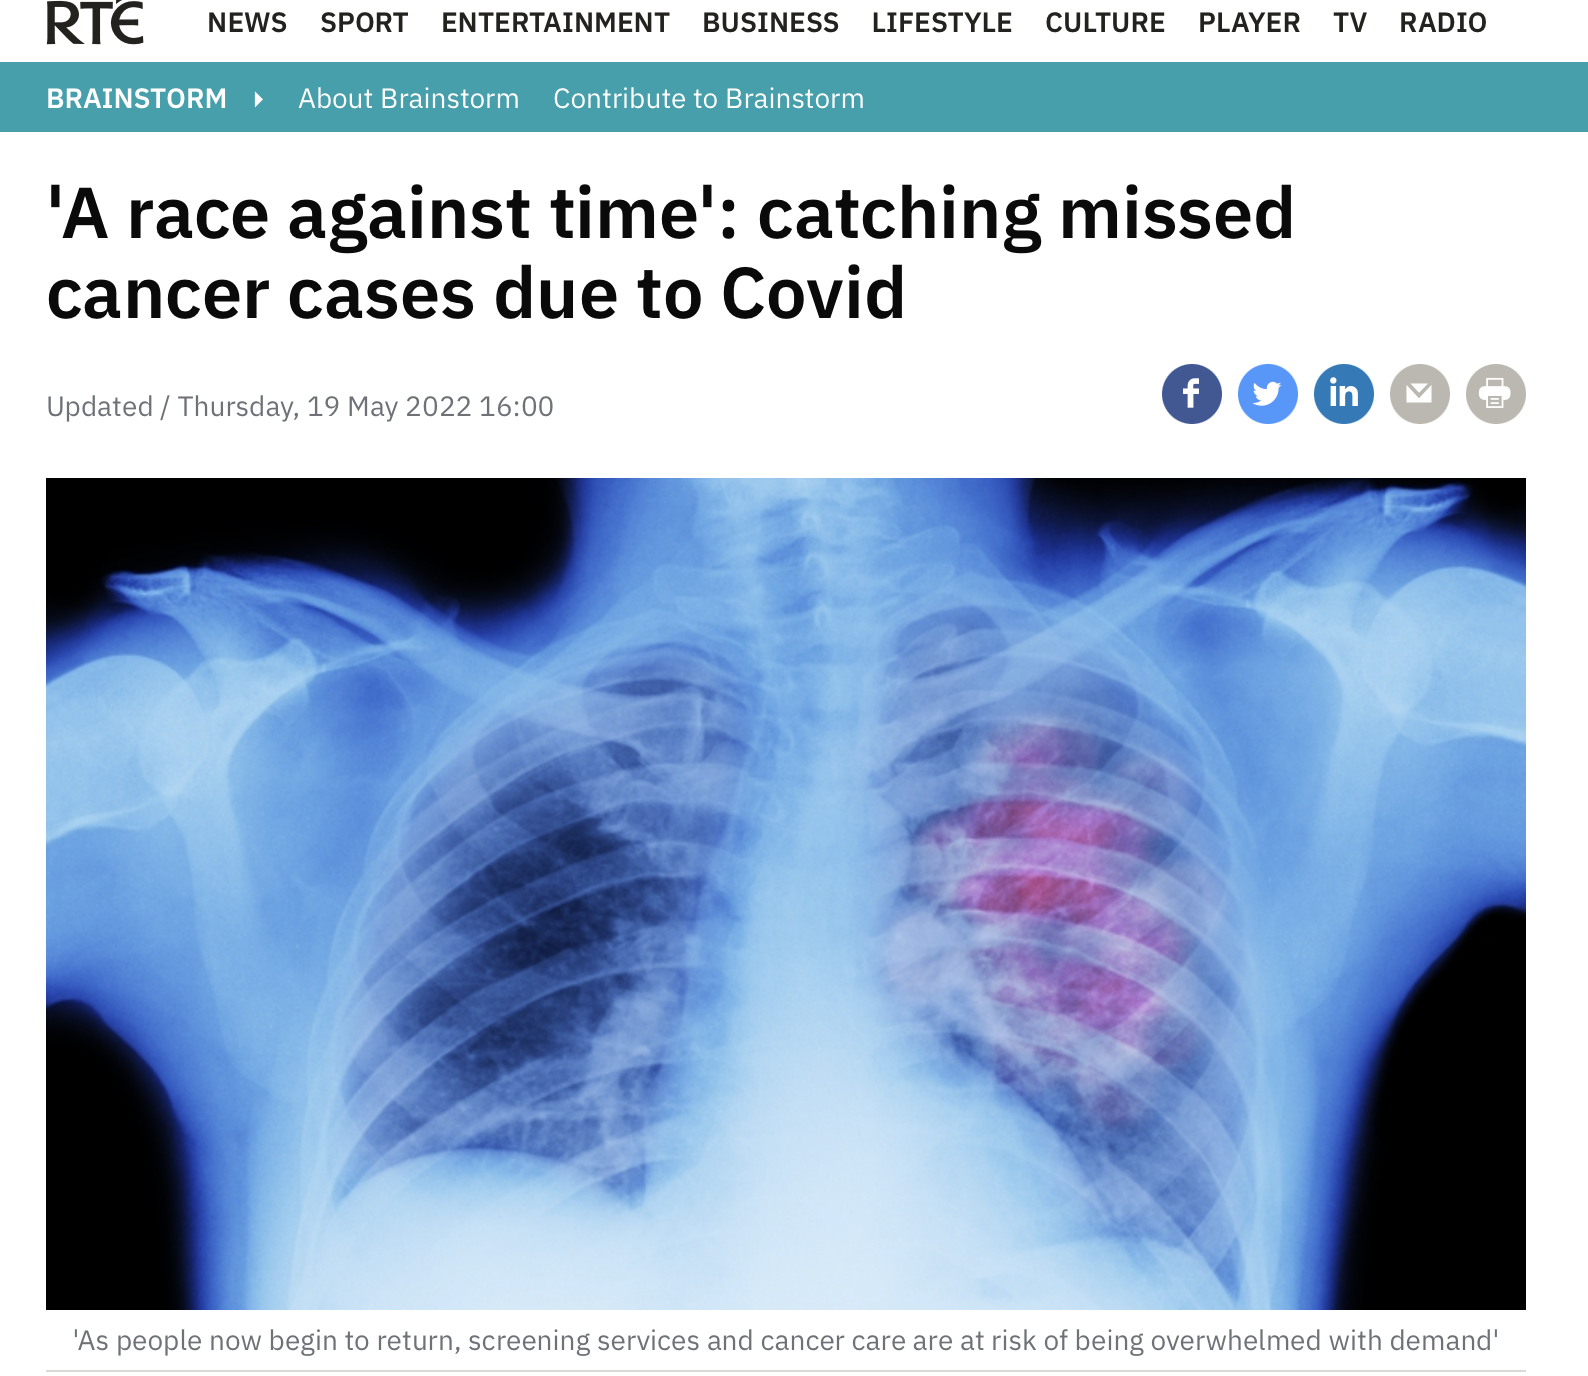 RTÉ
NEWS SPORT ENTERTAINMENT BUSINESS LIFESTYLE CULTURE PLAYER TV RADIO
BRAINSTORM About Brainstorm Contribute to Brainstorm
'A race against time': catching missed
cancer cases due to Covid
Updated / Thursday, 19 May 2022 16:00
f in
'As people now begin to return, screening services and cancer care are at risk of being overwhelmed with demand'